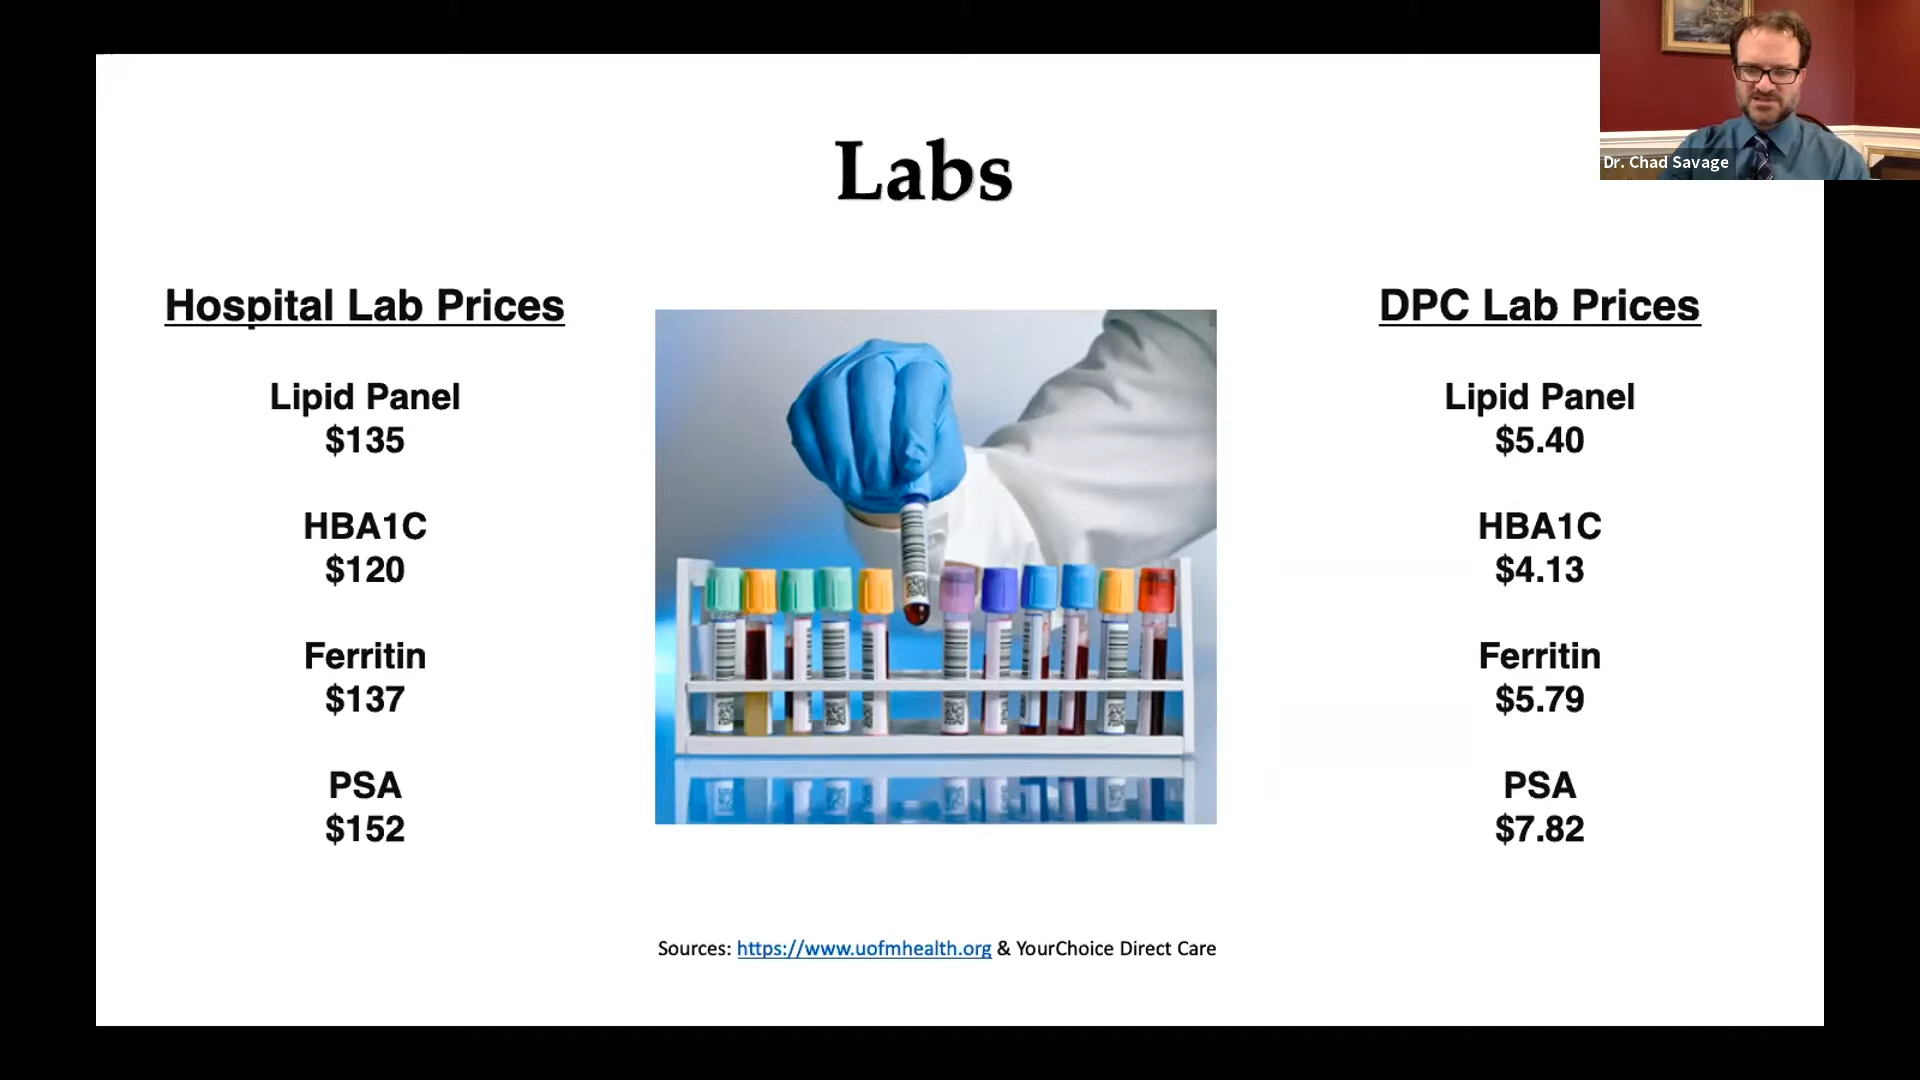 Dr. Chad Savage
Labs
Hospital Lab Prices
Lipid Panel
$135
HBA1C
$120
Ferritin
$137
PSA
$152
DPC Lab Prices
Lipid Panel
$5.40
HBA1C
$4.13
Ferritin
$5.79
PSA
$7.82
Sources: https://www.uofmhealth.org & YourChoice Direct Care